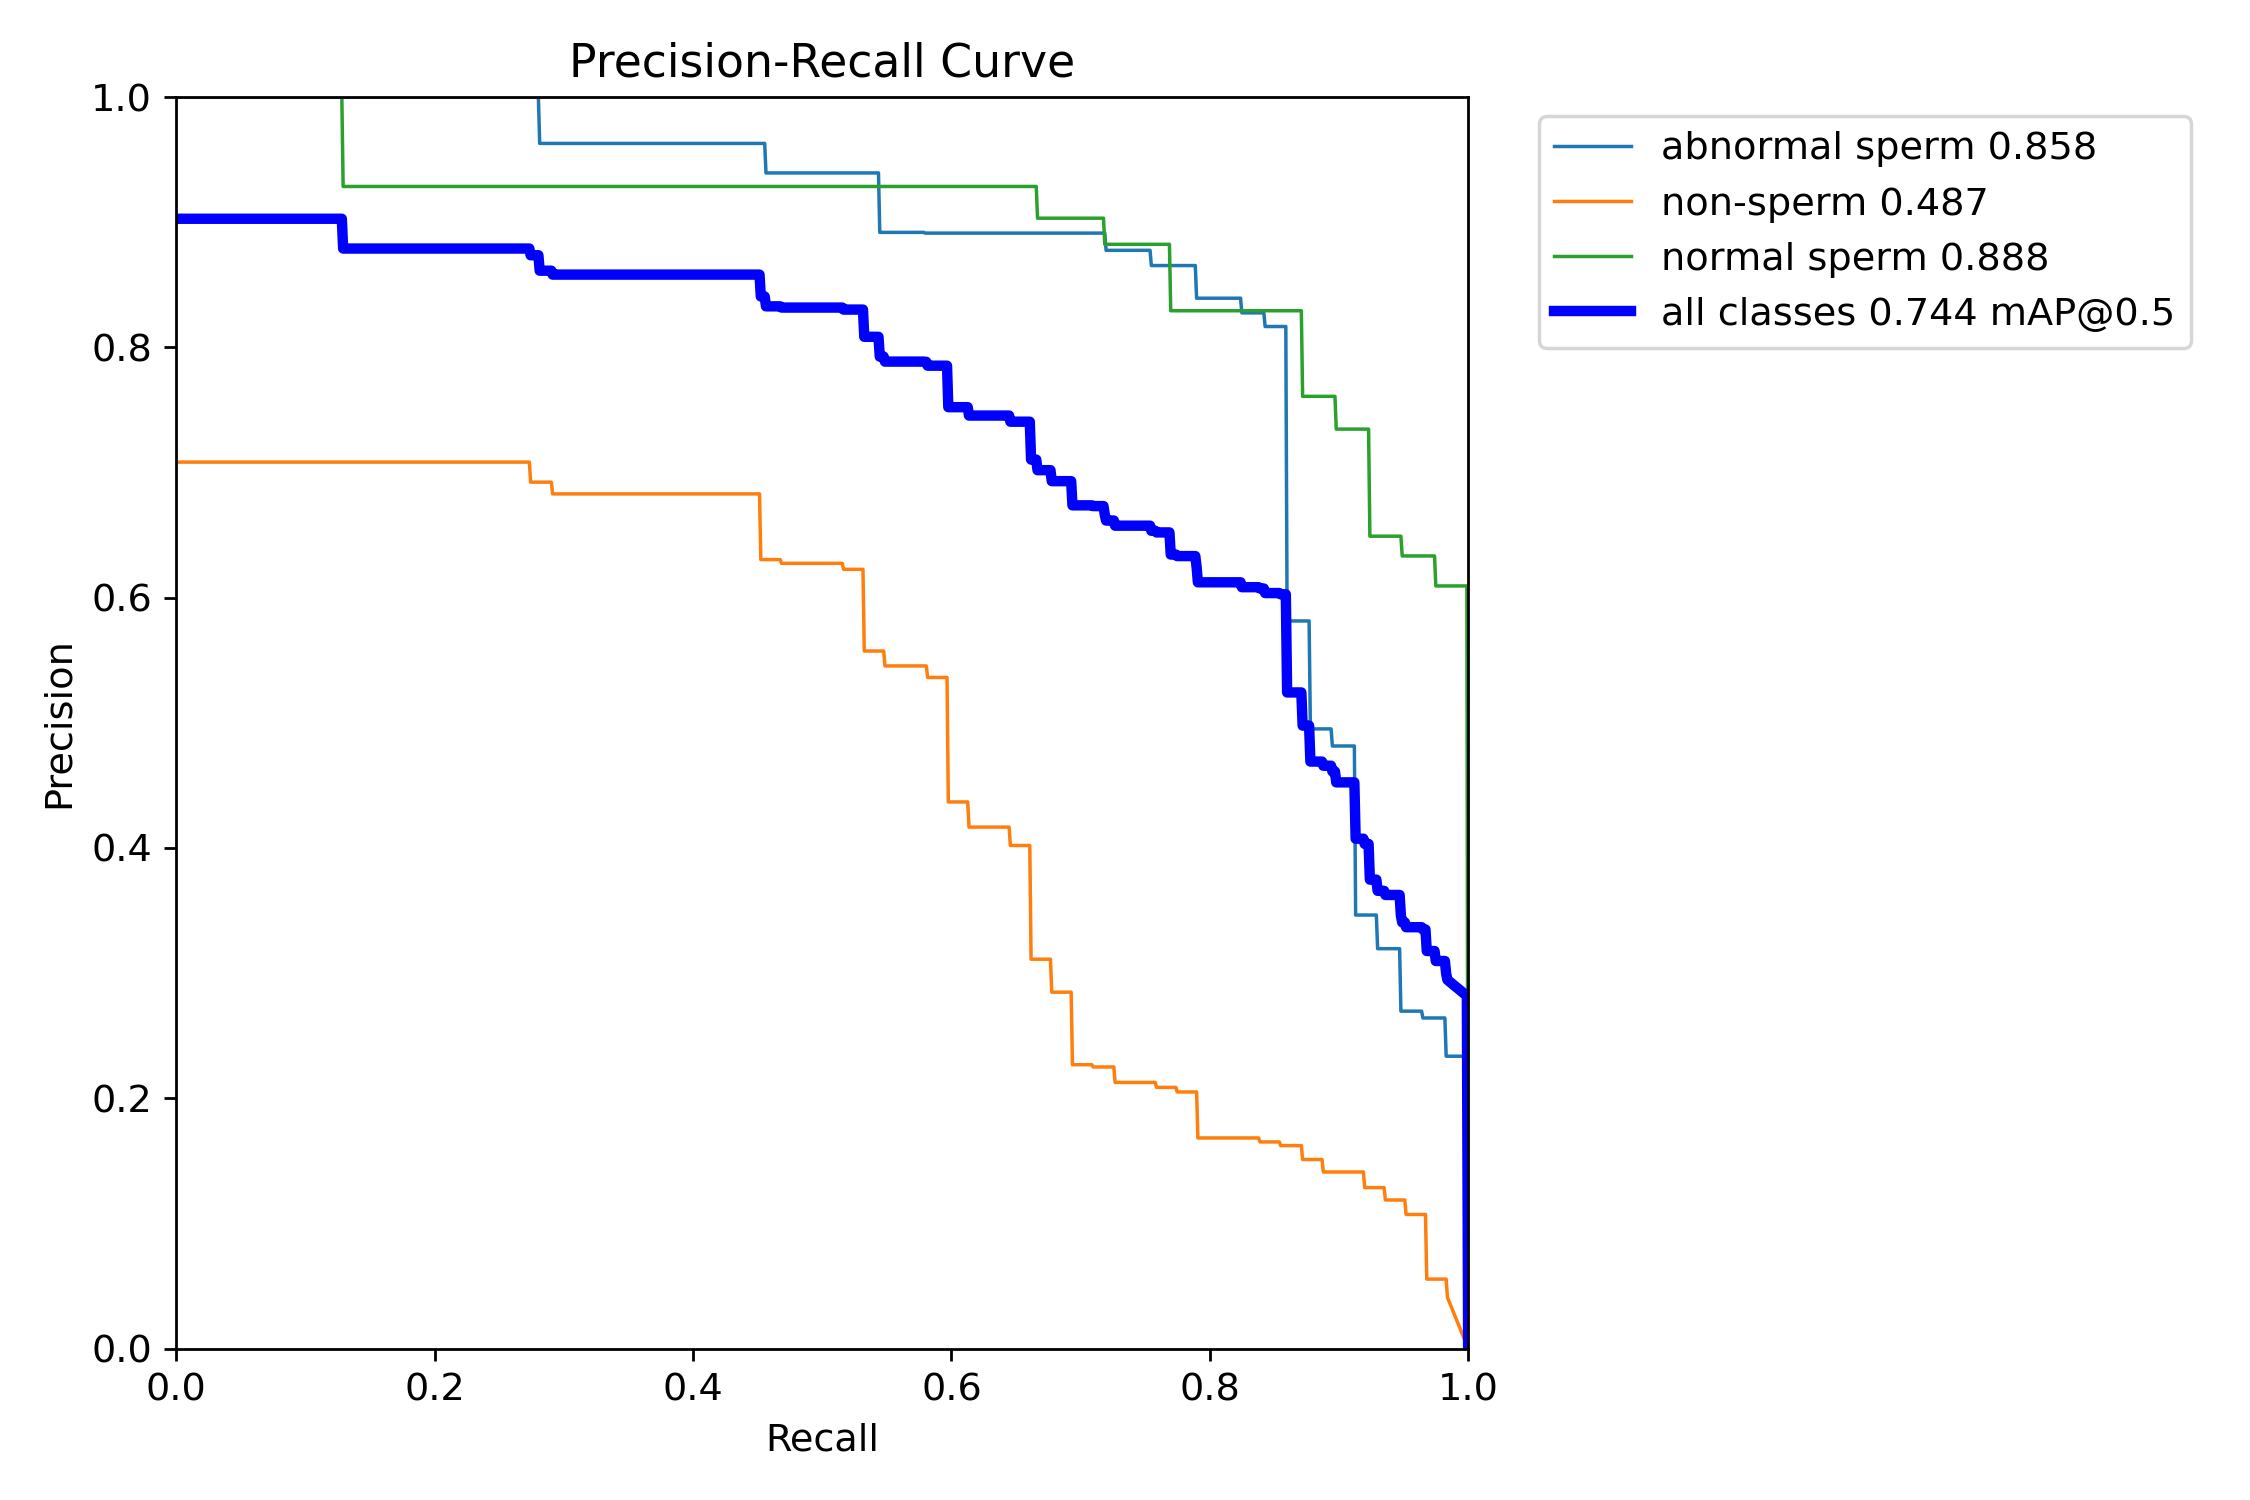 Precision-Recall Curve
1.0
0.8
0.6
0.4
0.2
0.0
Precision
0.0 0.2 0.4 0.6 0.8 1.0
Recall
abnormal sperm 0.858
non-sperm 0.487
normal sperm 0.888
all classes 0.744 mAP@0.5